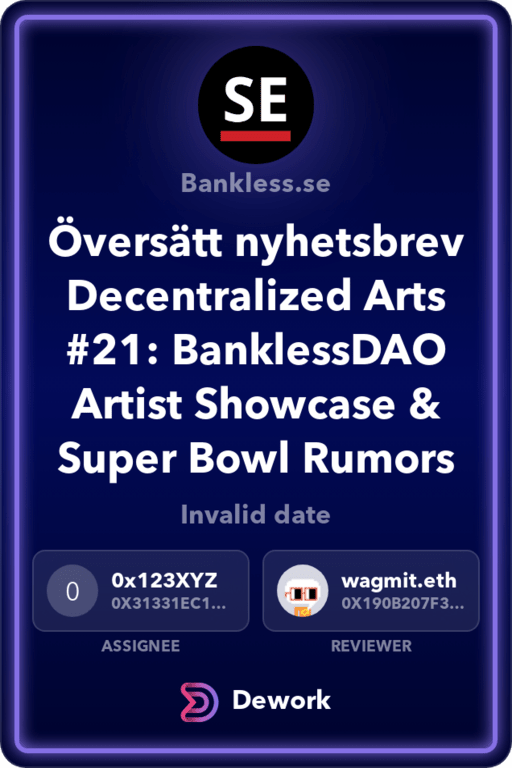 SE
Bankless.se
Översätt nyhetsbrev
Decentralized Arts
#21: BanklessDAO
Artist Showcase &
Super Bowl Rumors
Invalid date
0
0x123XYZ
0X31331EC1...
wagmit.eth
0X190B207F3...
ASSIGNEE
REVIEWER
Dework